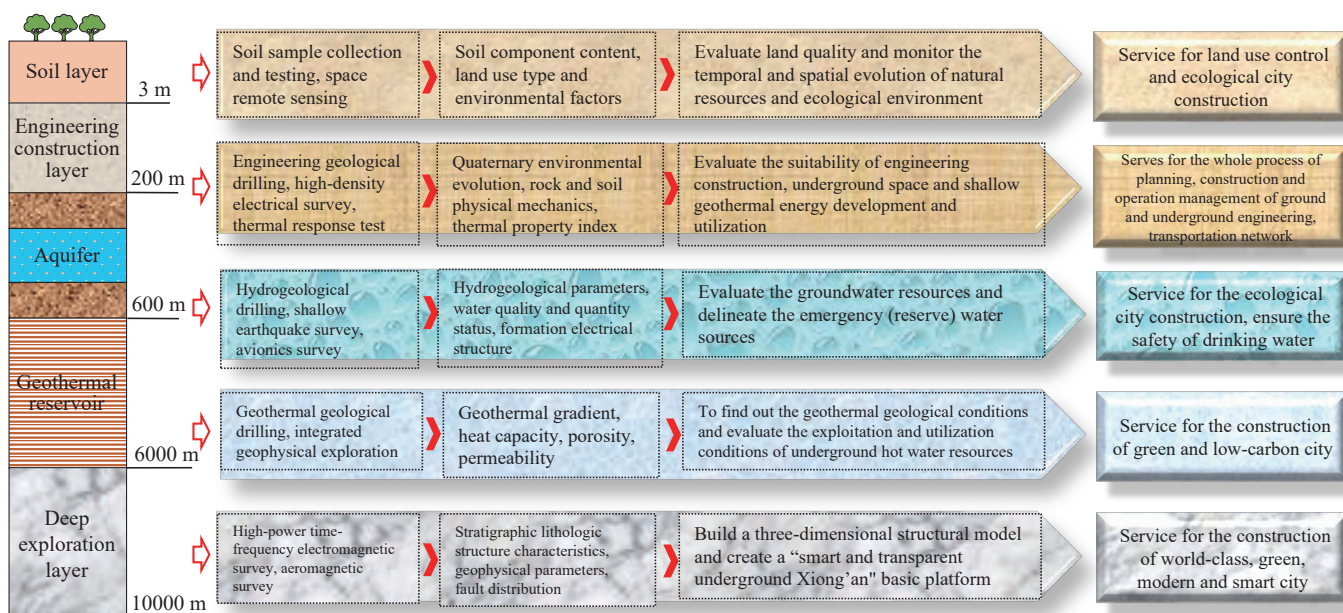 Soil layer
3 m
Engineering
construction
layer
200 m
Aquifer
600 m
Geothermal
reservoir
6000 m
Deep
exploration
layer
10000 m
Soil sample collection
and testing, space
remote sensing
Soil component content,
land use type and
environmental factors
Evaluate land quality and monitor the
temporal and spatial evolution of natural
resources and ecological environment
Service for land use control
and ecological city
construction
Engineering geological
drilling, high-density
electrical survey,
thermal response test
Quaternary environmental
evolution, rock and soil
physical mechanics,
thermal property index
Evaluate the suitability of engineering
construction, underground space and shallow
geothermal energy development and
utilization
Serves for the whole process of
planning, construction and
operation management of ground
and underground engineering,
transportation network
Hydrogeological
drilling, shallow
earthquake survey,
avionics survey
Hydrogeological parameters,
water quality and quantity
status, formation electrical
structure
Evaluate the groundwater resources and
delineate the emergency (reserve) water
sources
Service for the ecological
city construction, ensure the
safety of drinking water
Geothermal geological
drilling, integrated
geophysical exploration
Geothermal gradient,
heat capacity, porosity,
permeability
To find out the geothermal geological conditions
and evaluate the exploitation and utilization
conditions of underground hot water resources
Service for the construction
of green and low-carbon city
High-power time-
frequency electromagnetic
survey, aeromagnetic
survey
Stratigraphic lithologic
structure characteristics,
geophysical parameters,
fault distribution
Build a three-dimensional structural model
and create a “smart and transparent
underground Xiong’an" basic platform
Service for the construction
of world-class, green,
modern and smart city